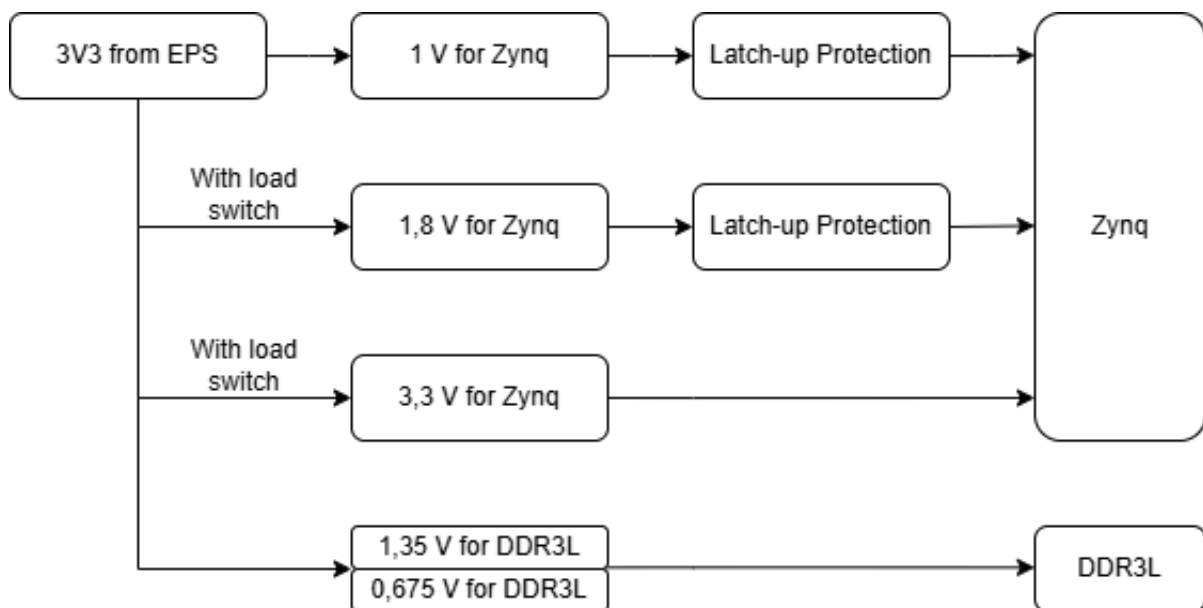 3V3 from EPS
1 V for Zynq
Latch-up Protection
With load
switch
1,8 V for Zynq
Latch-up Protection
Zynq
With load
switch
3,3 V for Zynq
1,35 V for DDR3L
0,675 V for DDR3L
DDR3L